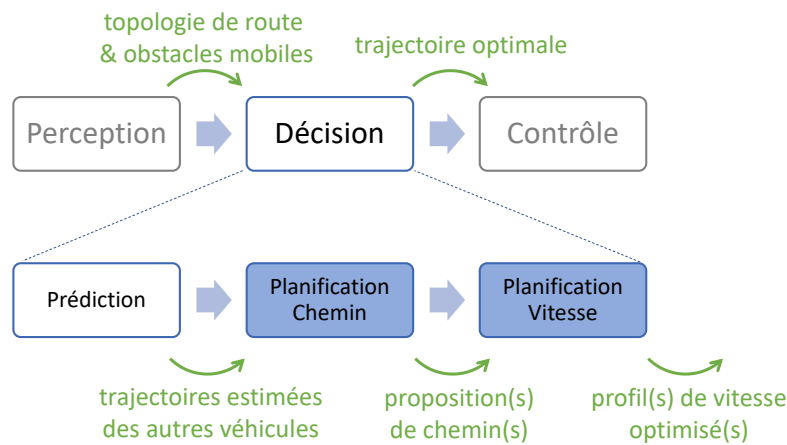 topologie de route
& obstacles mobiles
trajectoire optimale
Perception
Décision
Contrôle
Prédiction
Planification
Chemin
Planification
Vitesse
trajectoires estimées
des autres véhicules
proposition(s)
de chemin(s)
profil(s) de vitesse
optimisé(s)